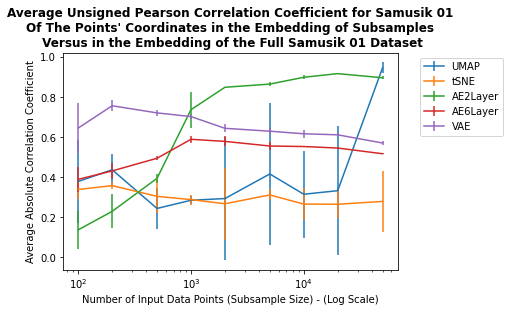 Average Unsigned Pearson Correlation Coefficient for Samusik 01
Of The Points' Coordinates in the Embedding of Subsamples
Versus in the Embedding of the Full Samusik 01 Dataset
Average Absolute Correlation Coefficient
1.0
0.8
0.6
0.4
0.2
0.0
10²
10³
10⁴
Number of Input Data Points (Subsample Size) - (Log Scale)
UMAP
tSNE
AE2Layer
AE6Layer
VAE